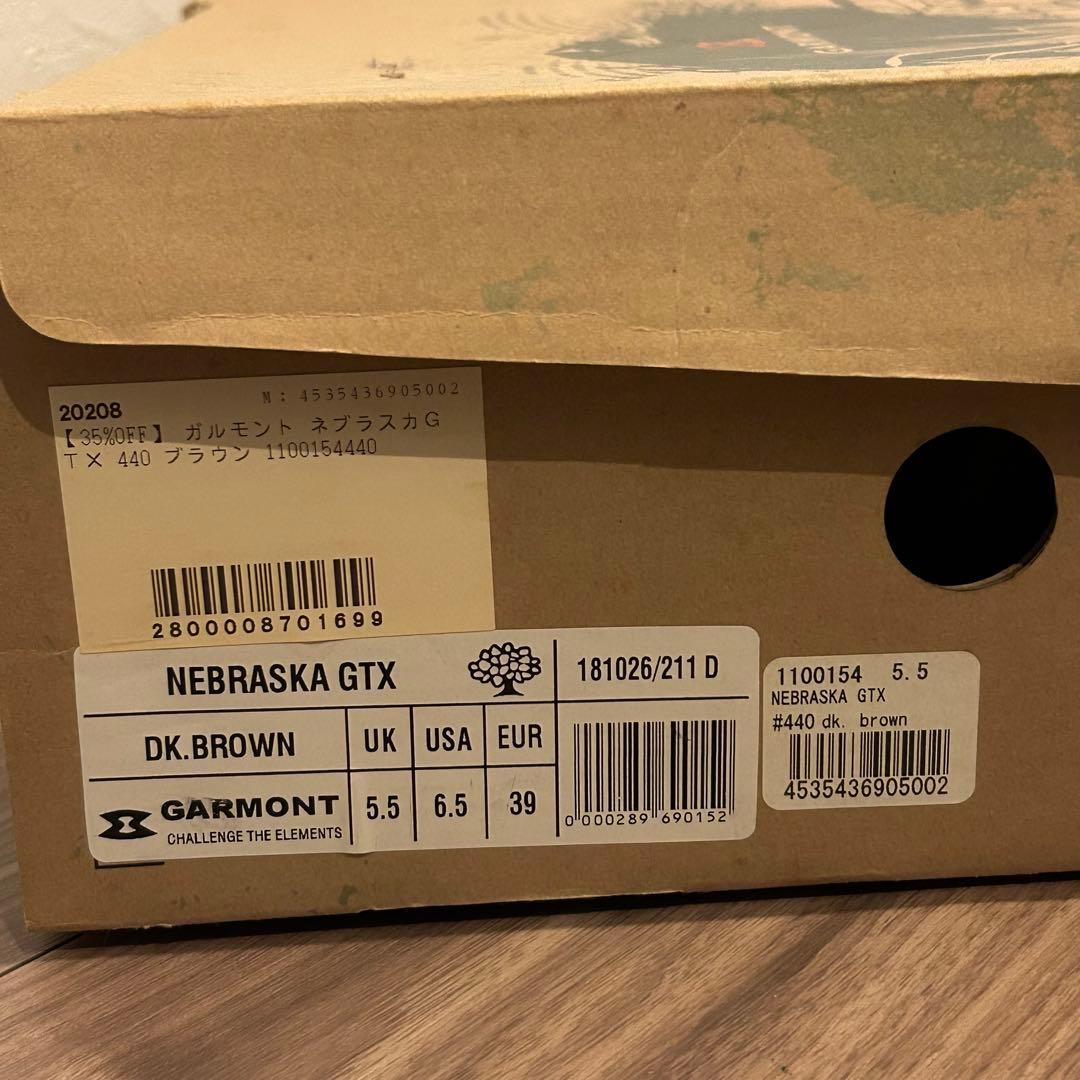 20208
N: 4535436905002
【35%OFF】 ガルモント ネブラスカG
TX 440 ブラウン 1100154440
2800008701699
NEBRASKA GTX
181026/211 D
DK.BROWN
UK USA EUR
5.5 6.5 39
GARMONT
CHALLENGE THE ELEMENTS
0 000289 690152
1100154 5.5
NEBRASKA GTX
#440 dk. brown
4535436905002